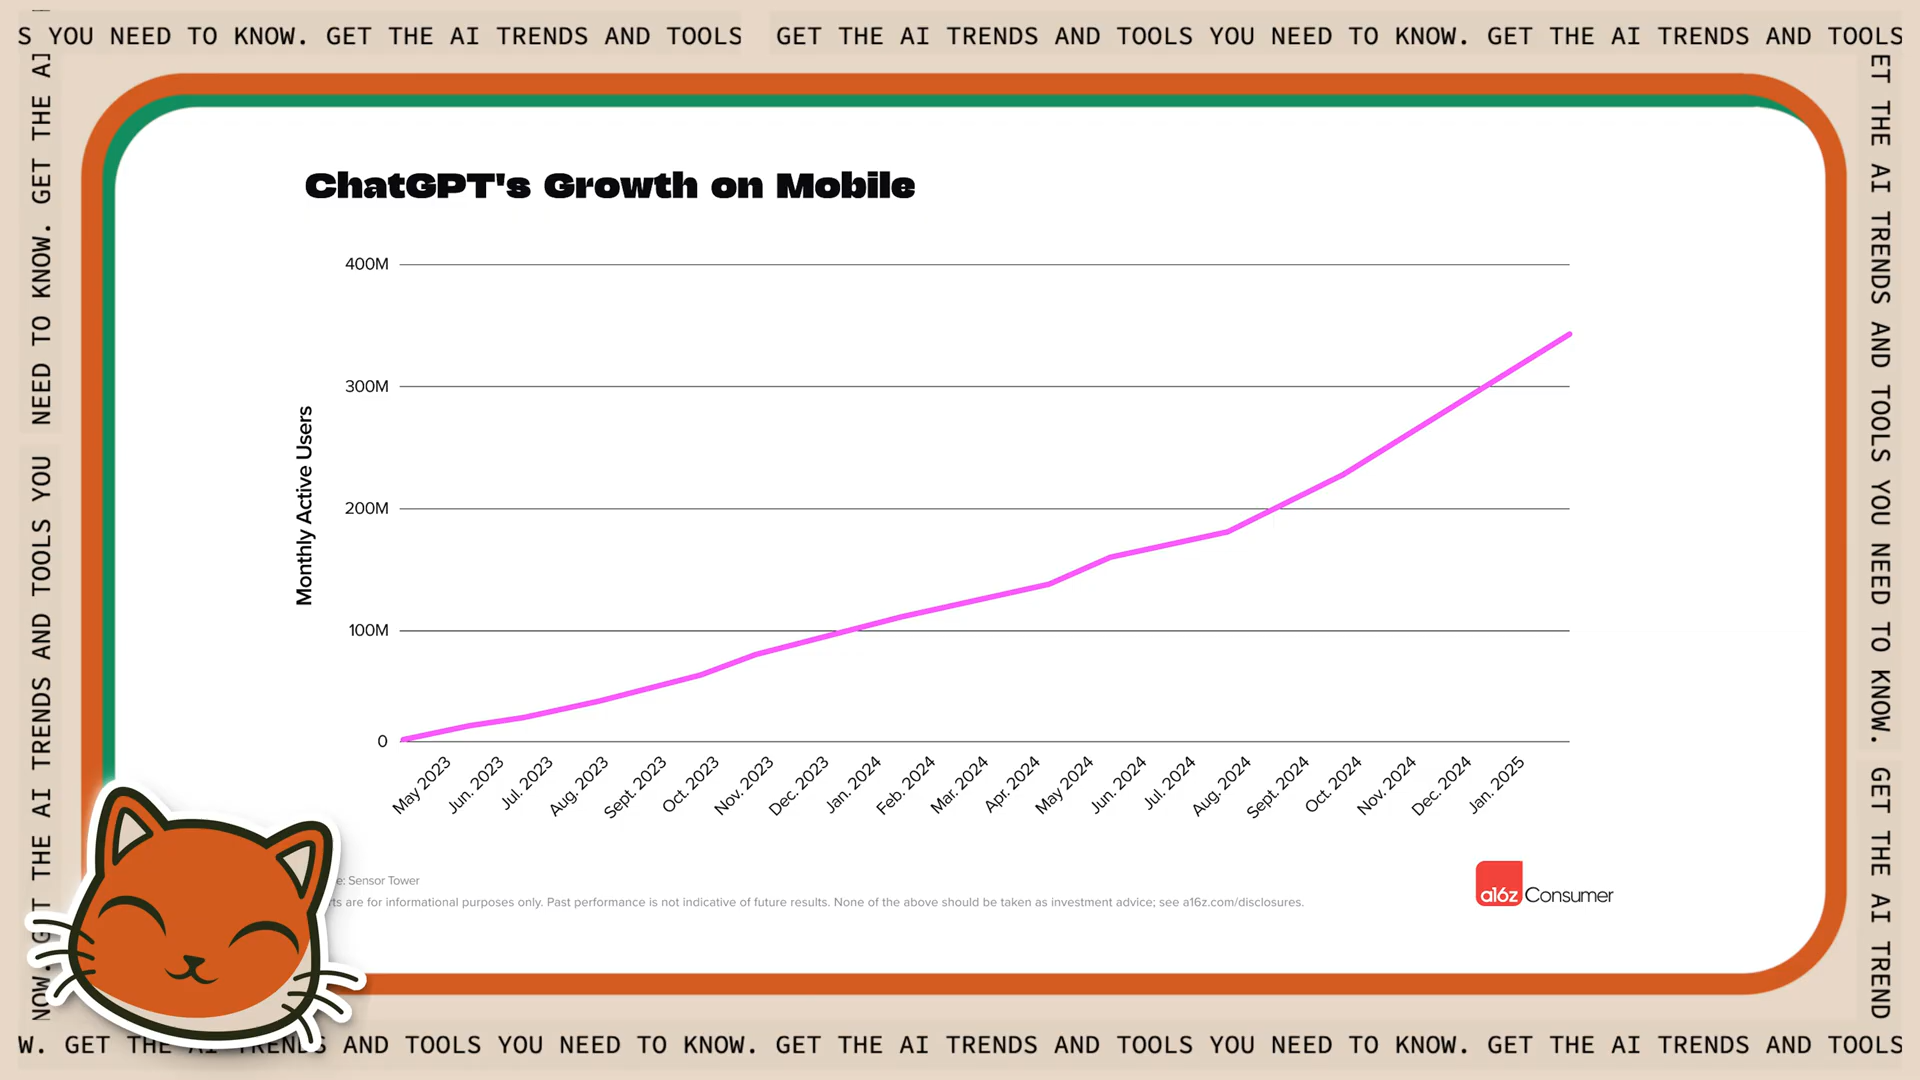 S YOU NEED TO KNOW. GET THE AI TRENDS AND TOOLS GET THE AI TRENDS AND TOOLS YOU NEED TO KNOW. GET THE AI TRENDS AND TOOLS
NOW. GET THE AI TRENDS AND TOOLS YOU NEED TO KNOW. GET THE AI
ET THE AI TRENDS AND TOOLS YOU NEED TO KNOW. GET THE AI TREND
ChatGPT's Growth on Mobile
Monthly Active Users
400M
300M
200M
100M
0
May 2023 Jun. 2023 Jul. 2023 Aug. 2023 Sept. 2023 Oct. 2023 Nov. 2023 Dec. 2023 Jan. 2024 Feb. 2024 Mar. 2024 Apr. 2024 May 2024 Jun. 2024 Jul. 2024 Aug. 2024 Sept. 2024 Oct. 2024 Nov. 2024 Dec. 2024 Jan. 2025
e: Sensor Tower
rts are for informational purposes only. Past performance is not indicative of future results. None of the above should be taken as investment advice; see a16z.com/disclosures.
a16z Consumer
W. GET THE AI TRENDS AND TOOLS YOU NEED TO KNOW. GET THE AI TRENDS AND TOOLS YOU NEED TO KNOW. GET THE AI TRENDS AND TOOLS